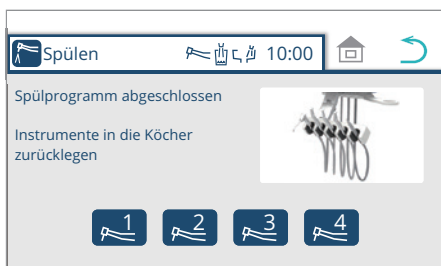 Spülen
10:00
Spülprogramm abgeschlossen
Instrumente in die Köcher
zurücklegen
1
2
3
4